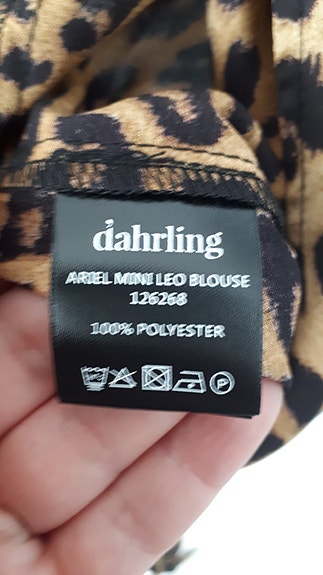 dahrling
ARIEL MINI LEO BLOUSE
126268
100% POLYESTER